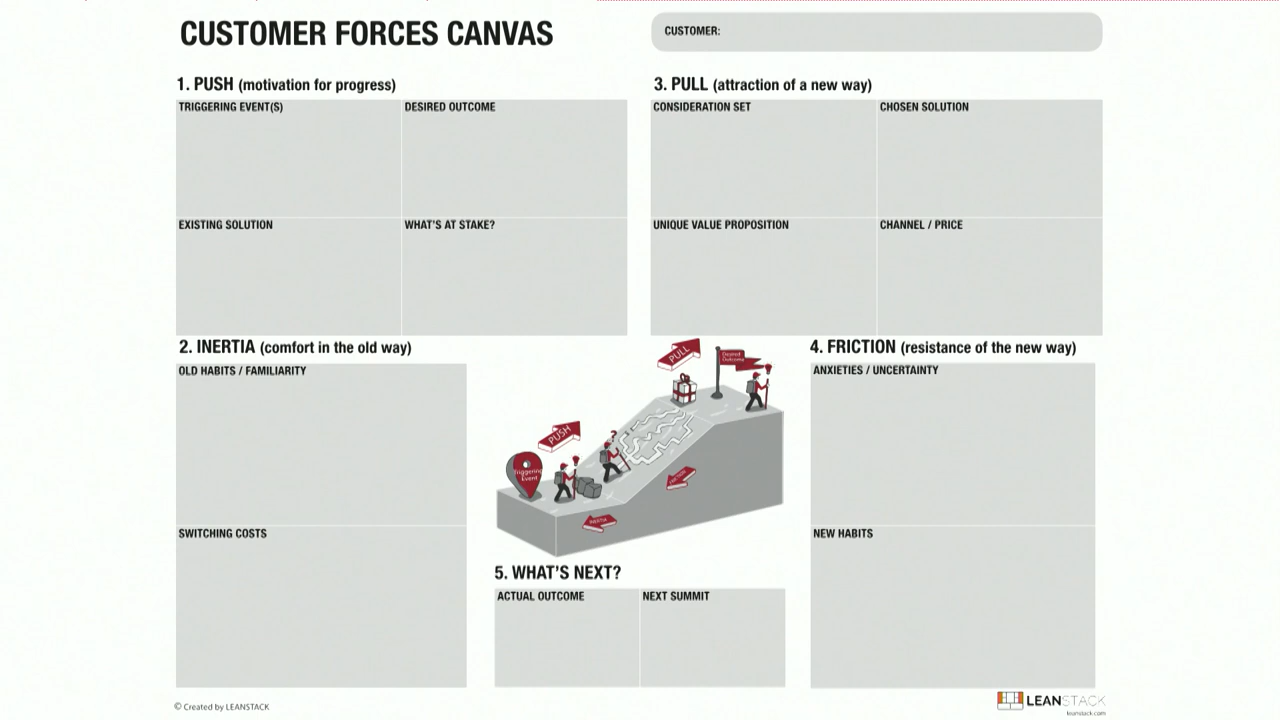 CUSTOMER FORCES CANVAS
CUSTOMER:
1. PUSH (motivation for progress)
TRIGGERING EVENT(S)
DESIRED OUTCOME
EXISTING SOLUTION
WHAT'S AT STAKE?
3. PULL (attraction of a new way)
CONSIDERATION SET
CHOSEN SOLUTION
UNIQUE VALUE PROPOSITION
CHANNEL / PRICE
2. INERTIA (comfort in the old way)
OLD HABITS / FAMILIARITY
SWITCHING COSTS
PULL
Desired
Outcome
PUSH
?
Triggering
Event
FRICTION
INERTIA
4. FRICTION (resistance of the new way)
ANXIETIES / UNCERTAINTY
NEW HABITS
5. WHAT'S NEXT?
ACTUAL OUTCOME
NEXT SUMMIT
© Created by LEANSTACK
LEANSTACK
leanstack.com